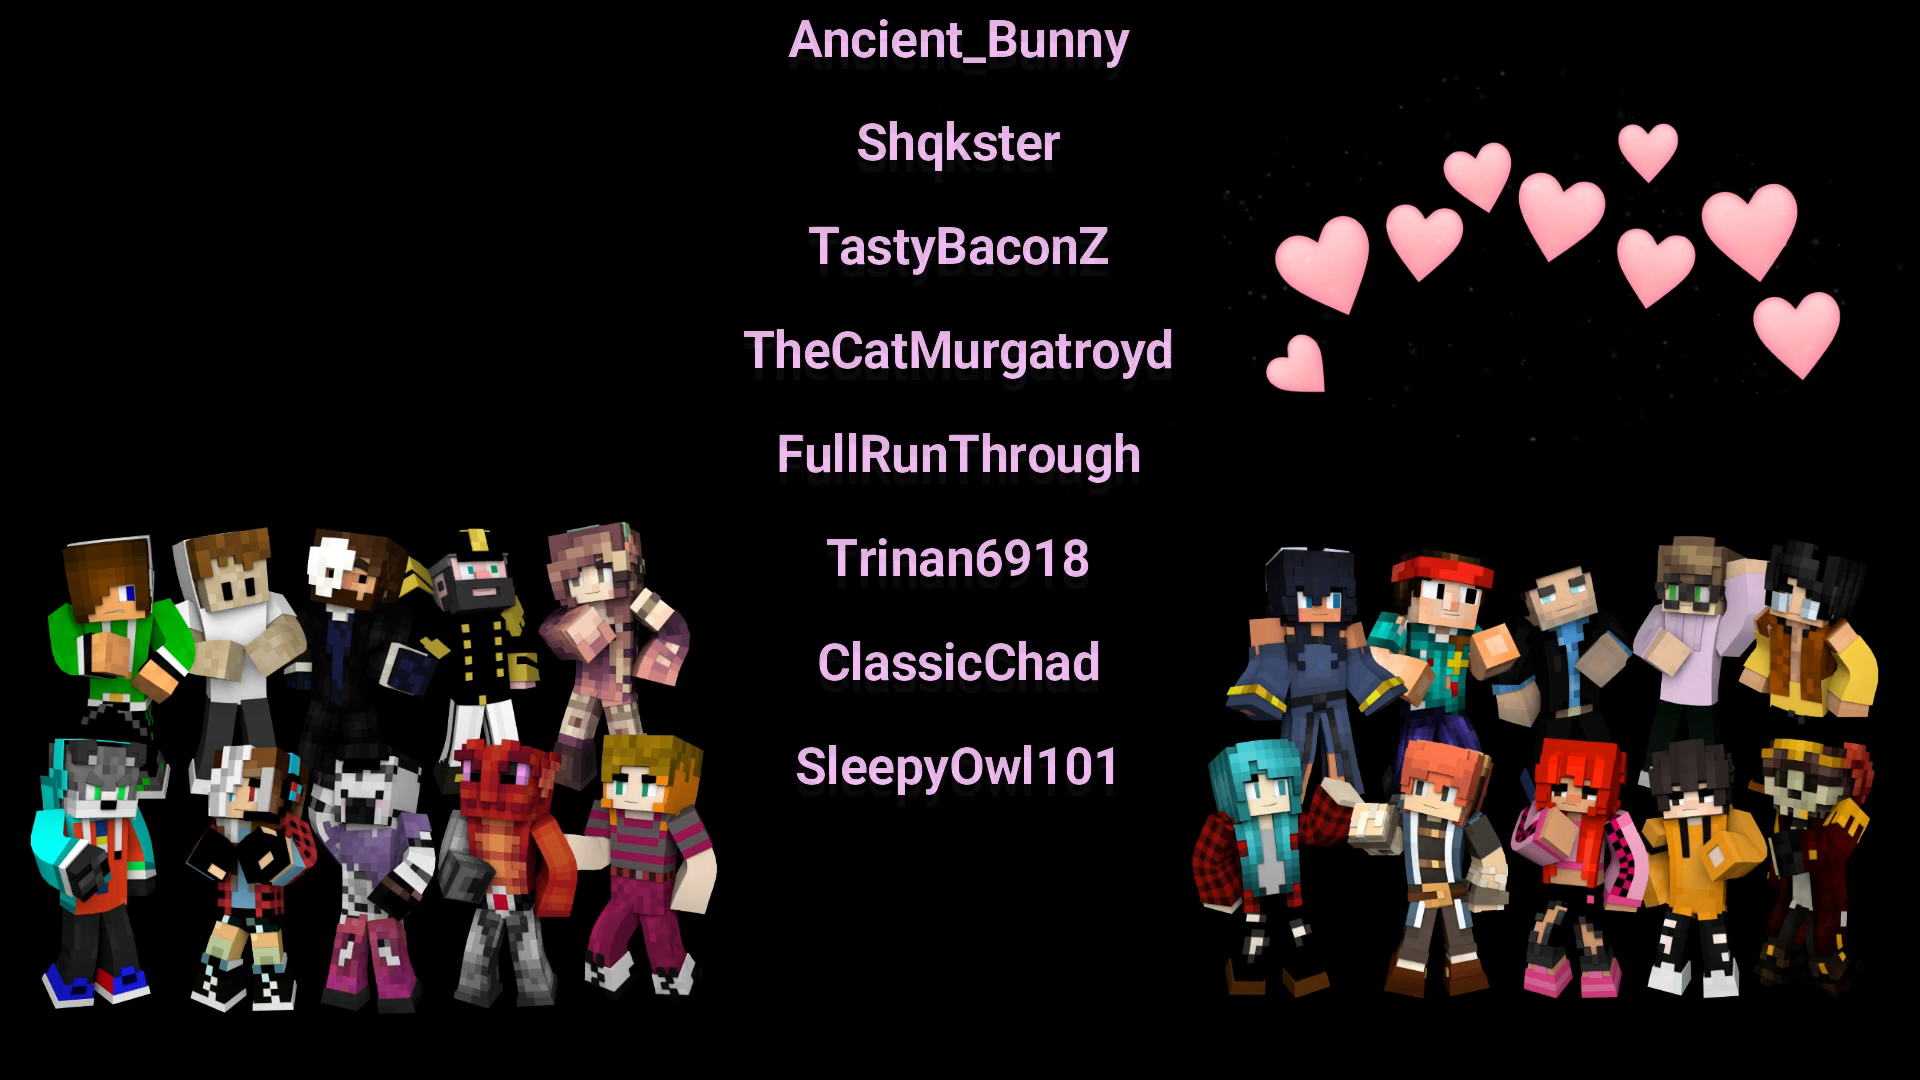 Ancient_Bunny
Shqkster
TastyBaconZ
TheCatMurgatroyd
FullRunThrough
Trinan6918
ClassicChad
SleepyOwl101